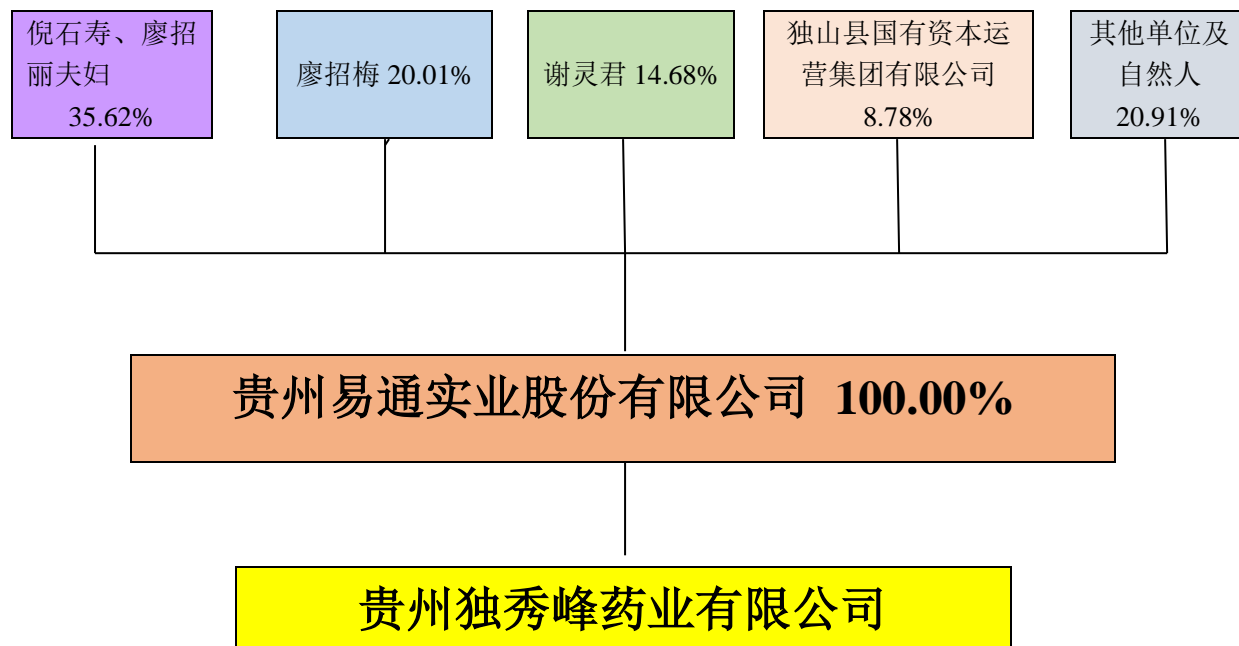 倪石寿、廖招
丽夫妇
35.62%
廖招梅 20.01%
谢灵君 14.68%
独山县国有资本运
营集团有限公司
8.78%
其他单位及
自然人
20.91%
贵州易通实业股份有限公司 100.00%
贵州独秀峰药业有限公司